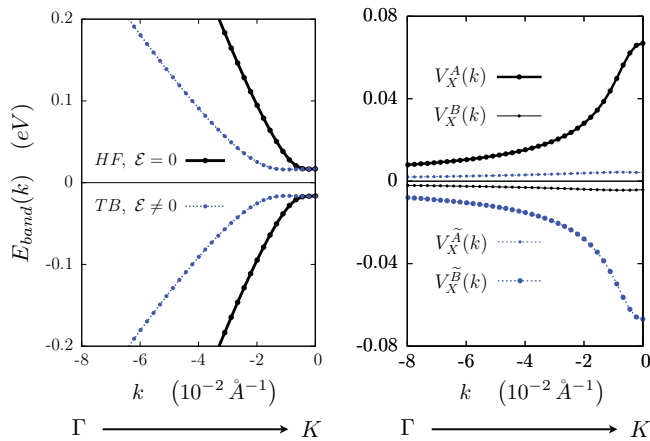 E_band(k) (eV)
0.2
0.1
0
-0.1
-0.2
HF, ℰ = 0
TB, ℰ ≠ 0
-8 -6 -4 -2 0
k (10⁻² Å⁻¹)
Γ K
0.08
0.04
0
-0.04
-0.08
V_X^A(k)
V_X^B(k)
V_X^Ã(k)
V_X^B̃(k)
-8 -6 -4 -2 0
k (10⁻² Å⁻¹)
Γ K